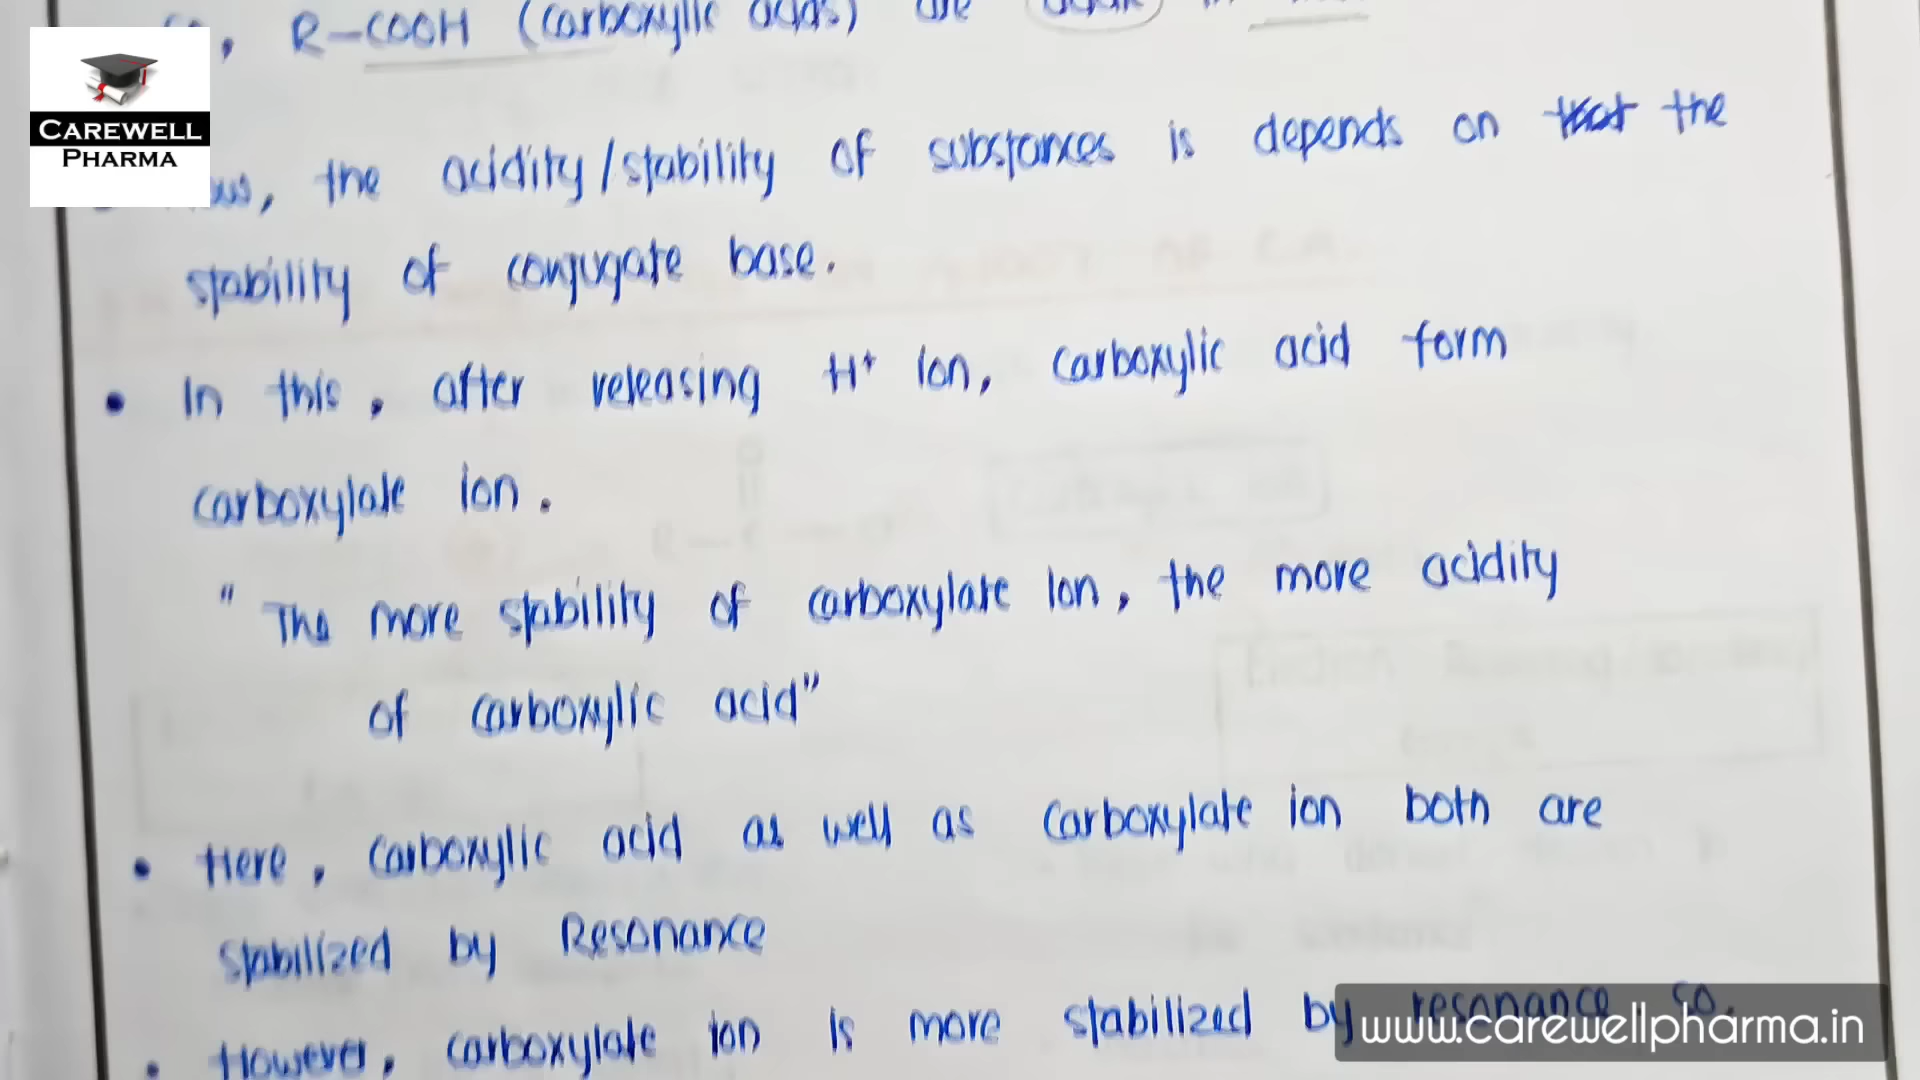 , R-COOH (carboxylic acids) are in
CAREWELL
PHARMA
, the acidity/stability of substances is depends on the
stability of conjugate base.
• In this, after releasing H⁺ Ion, carboxylic acid form
carboxylate ion.
" The more stability of carboxylate Ion, the more acidity
of carboxylic acid"
• Here, carboxylic acid as well as carboxylate ion both are
stabilized by Resonance
• However, carboxylate ion is more stabilized by resonance. So,
www.carewellpharma.in